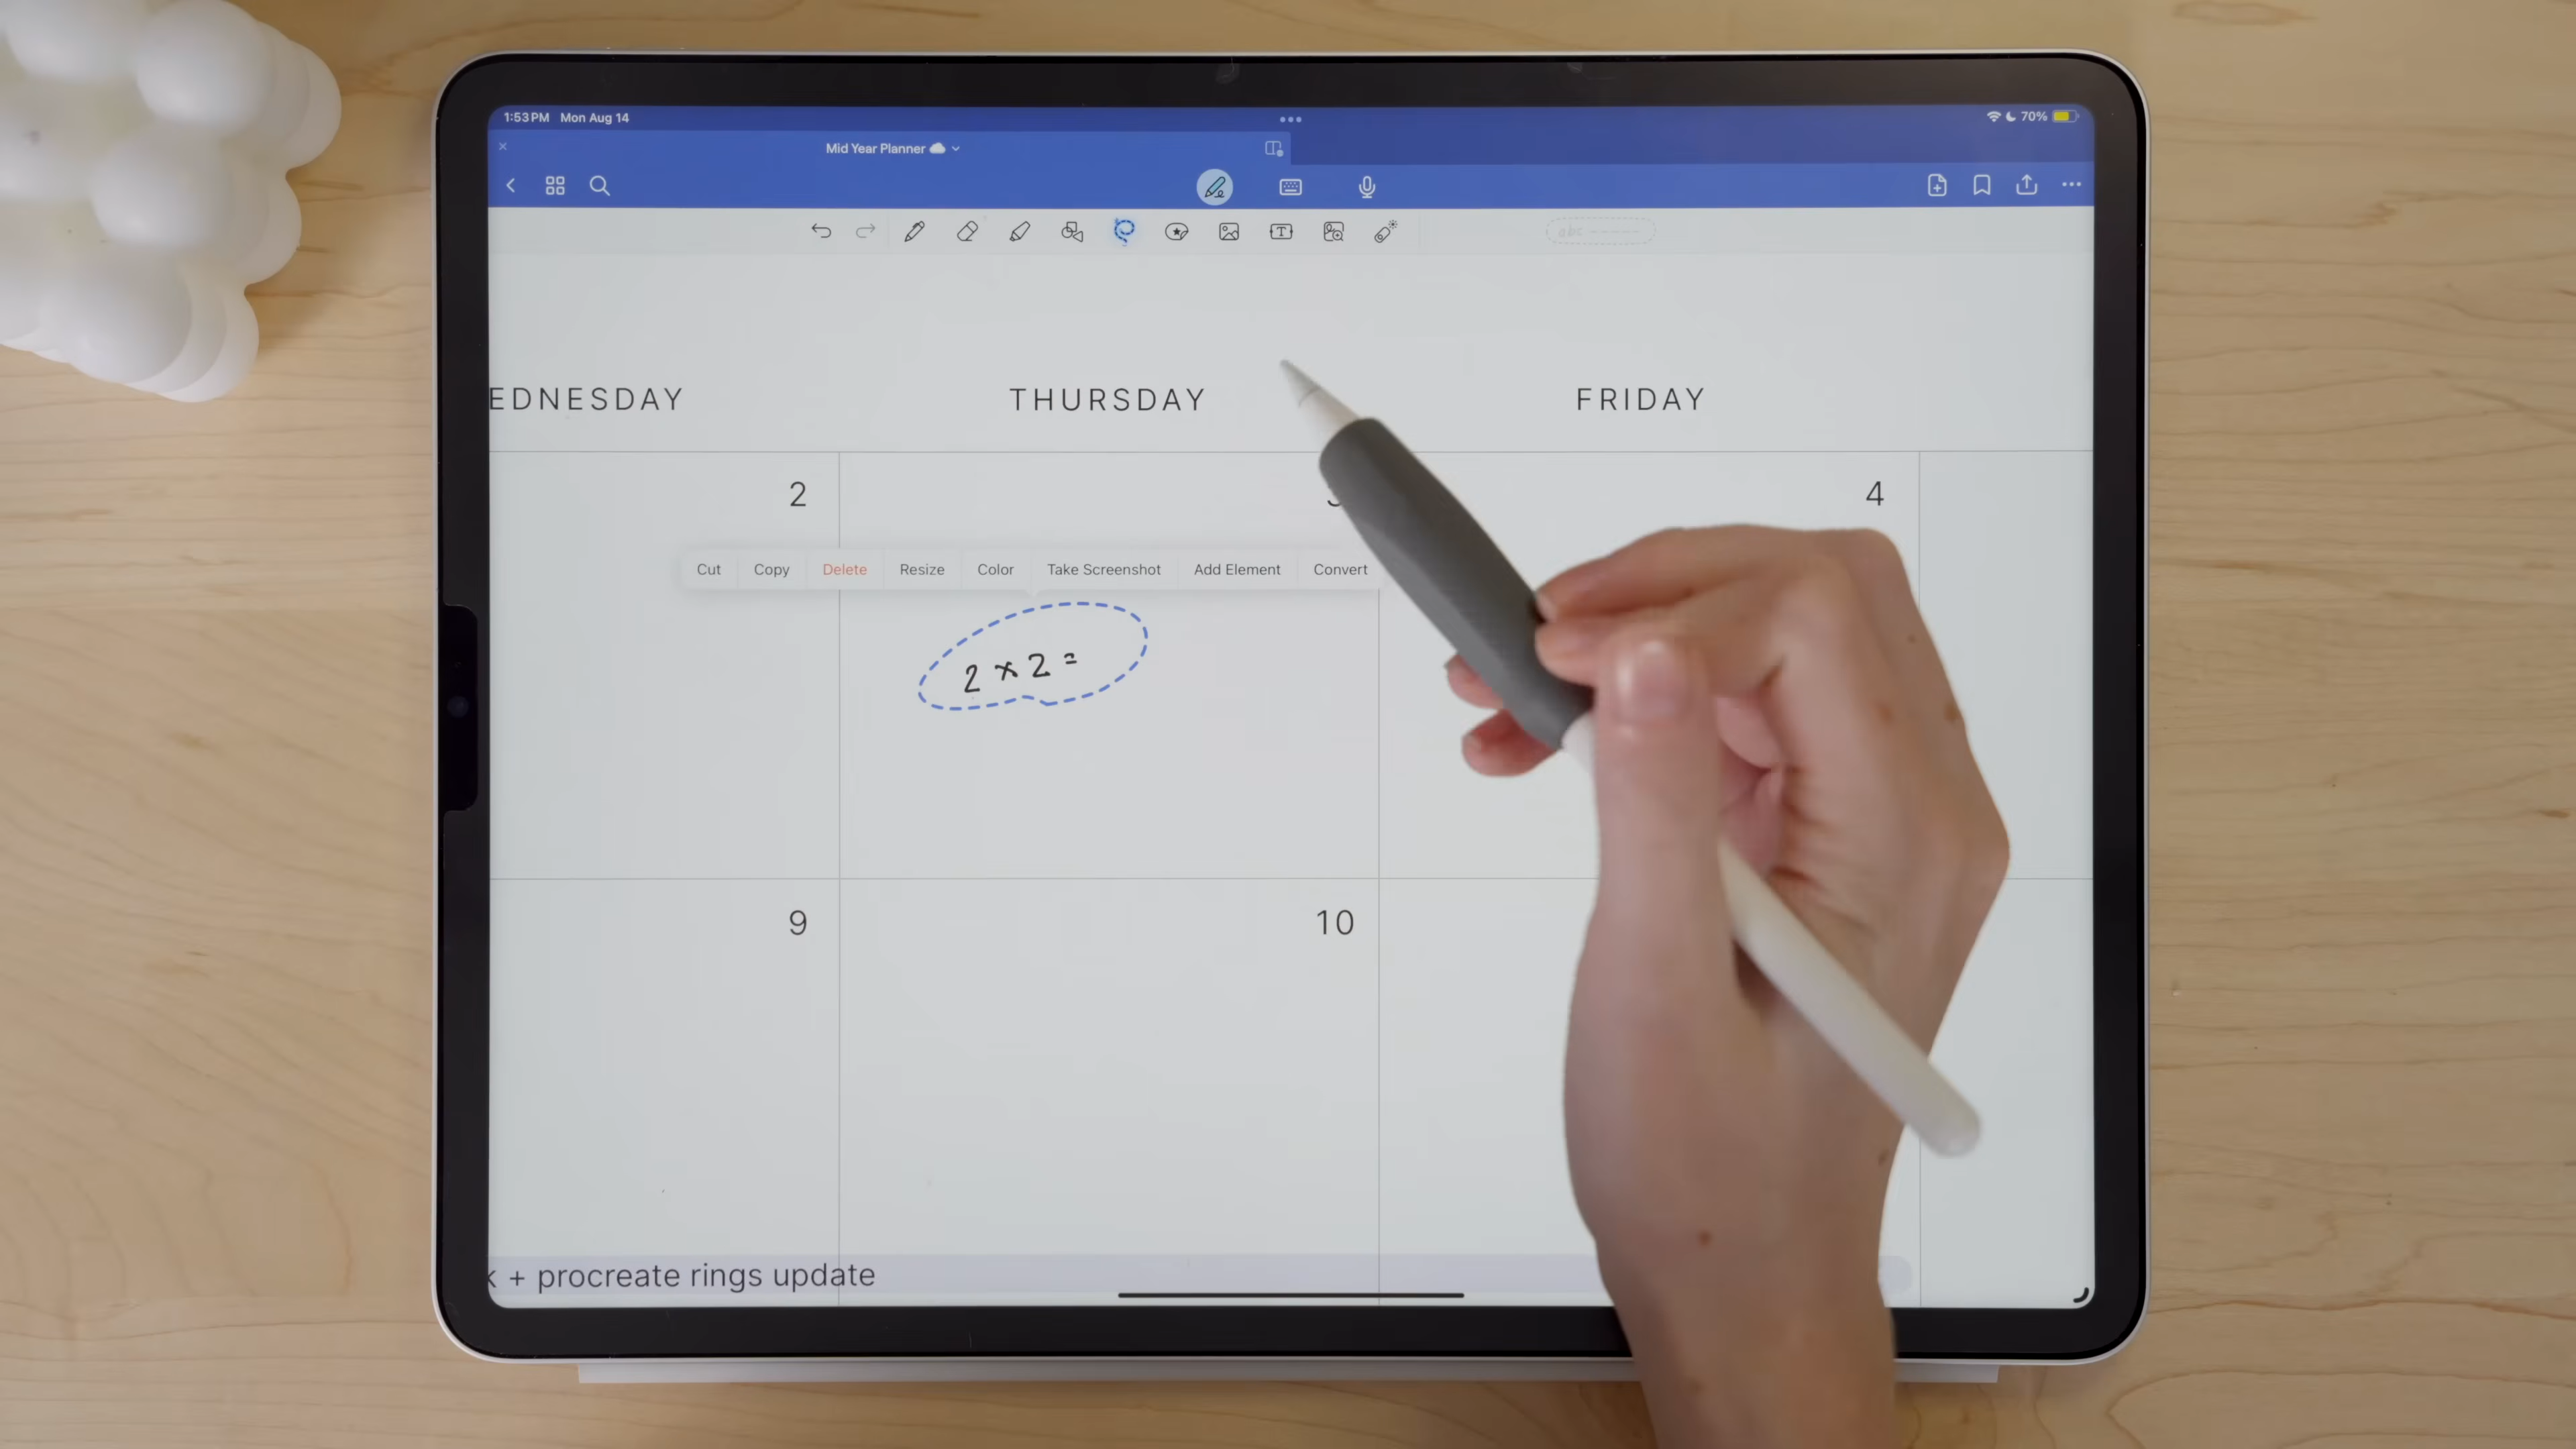 1:53 PM Mon Aug 14
70%
Mid Year Planner
abc
EDNESDAY THURSDAY FRIDAY
2 4
Cut Copy Delete Resize Color Take Screenshot Add Element Convert
2 × 2 =
9 10
+ procreate rings update